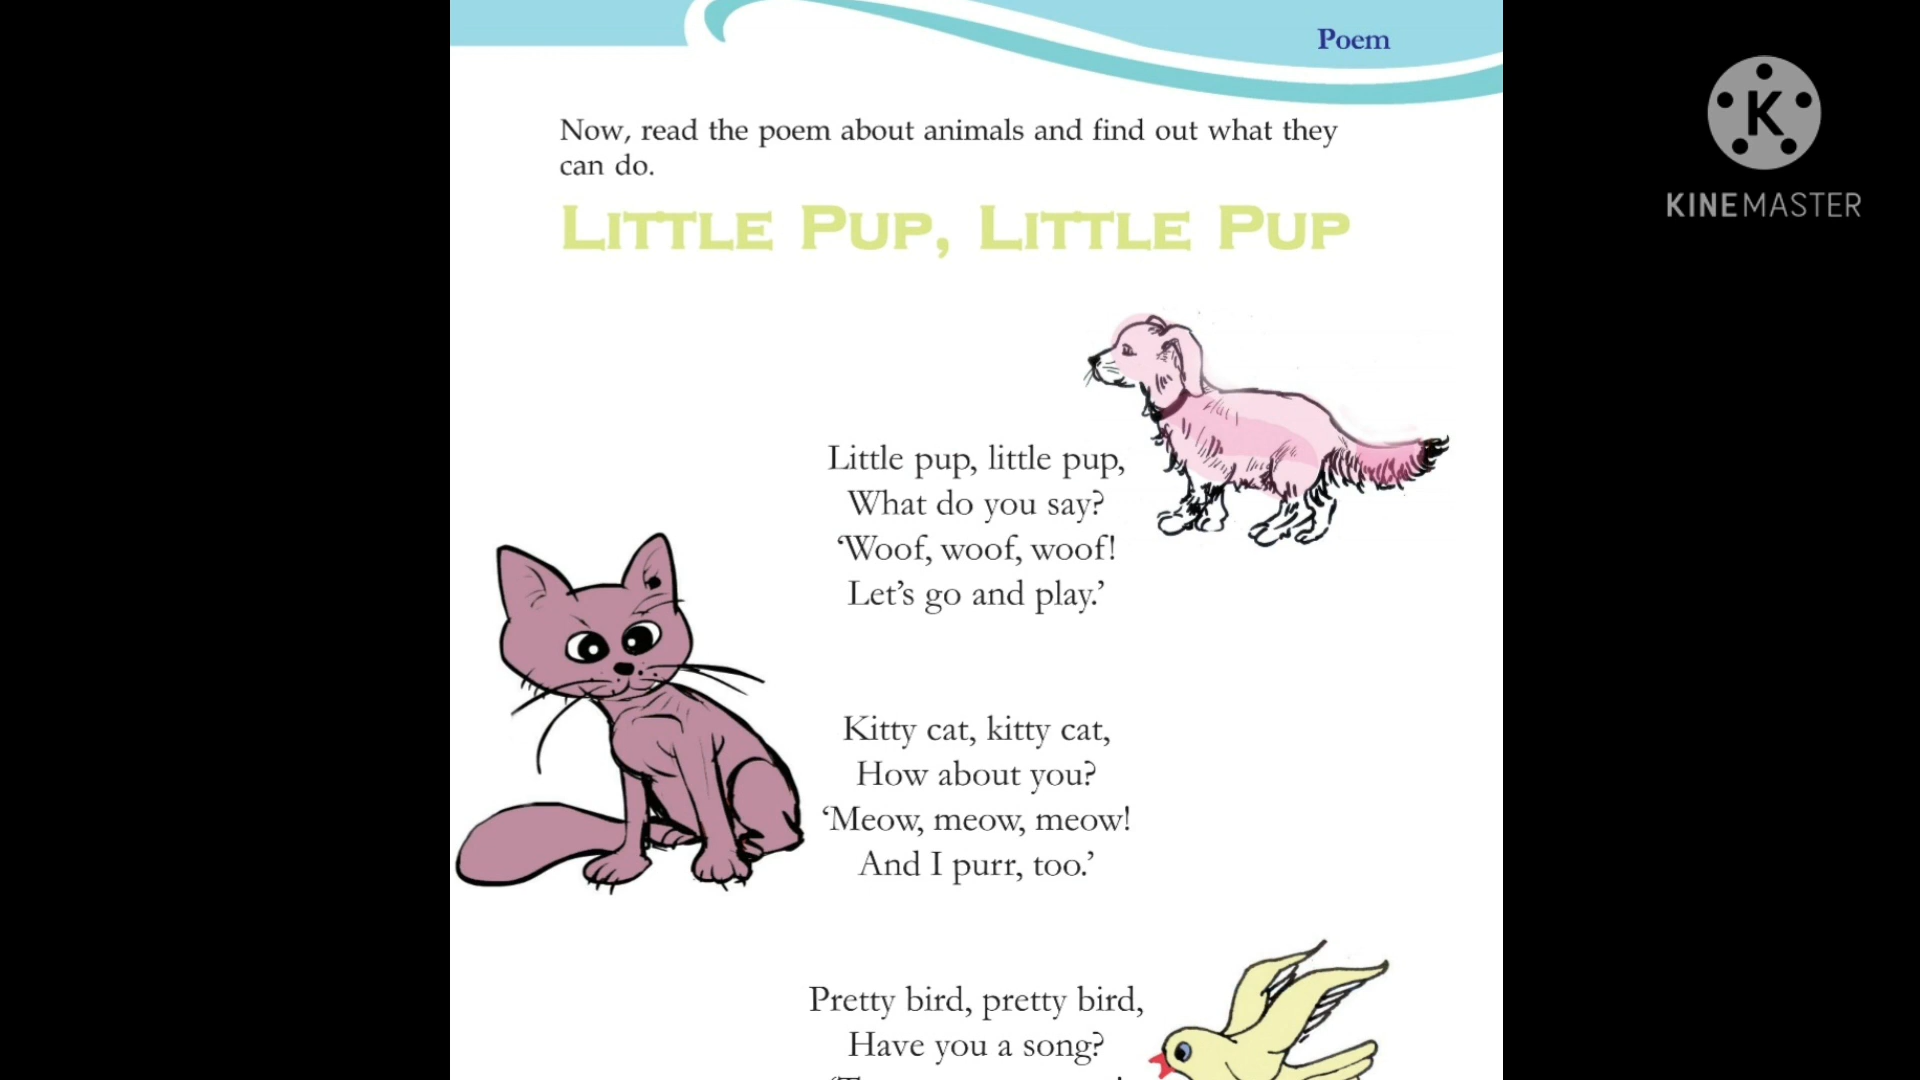 Poem
Now, read the poem about animals and find out what they
can do.
LITTLE PUP, LITTLE PUP
Little pup, little pup,
What do you say?
‘Woof, woof, woof!
Let’s go and play.’
Kitty cat, kitty cat,
How about you?
‘Meow, meow, meow!
And I purr, too.’
Pretty bird, pretty bird,
Have you a song?
K
KINEMASTER